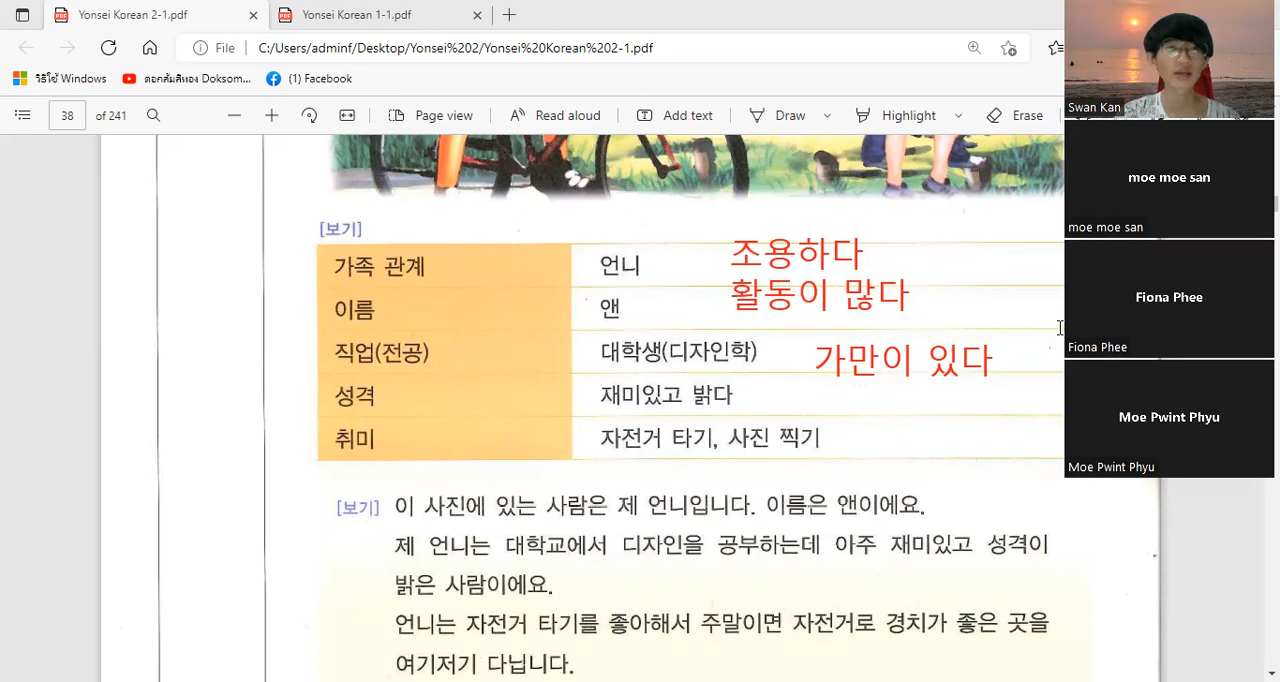 Yonsei Korean 2-1.pdf
Yonsei Korean 1-1.pdf
File
C:/Users/adminf/Desktop/Yonsei%202/Yonsei%20Korean%202-1.pdf
วิธีใช้ Windows
ดอกส้มสีทอง Doksom...
(1) Facebook
38 of 241
Page view
Read aloud
Add text
Draw
Highlight
Erase
Swan Kan
moe moe san
moe moe san
Fiona Phee
Fiona Phee
Moe Pwint Phyu
Moe Pwint Phyu
[보기]
가족 관계 언니 조용하다
활동이 많다
이름 앤
직업(전공) 대학생(디자인학) 가만이 있다
성격 재미있고 밝다
취미 자전거 타기, 사진 찍기
[보기] 이 사진에 있는 사람은 제 언니입니다. 이름은 앤이에요.
제 언니는 대학교에서 디자인을 공부하는데 아주 재미있고 성격이
밝은 사람이에요.
언니는 자전거 타기를 좋아해서 주말이면 자전거로 경치가 좋은 곳을
여기저기 다닙니다.